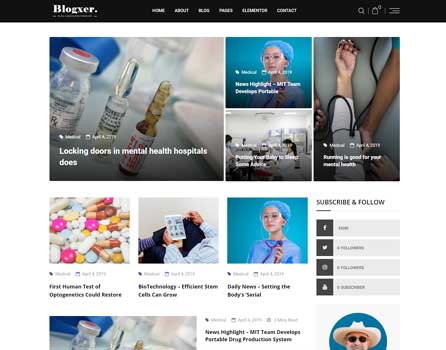 Blogxer.
HOME ABOUT BLOG PAGES ELEMENTOR CONTACT
0
Medical April 4, 2019
Locking doors in mental health hospitals
does
Medical April 4, 2019
News Highlight – MIT Team
Develops Portable
Medical April 4, 2019
Putting Your Baby to Sleep:
Some Advice
Medical April 4, 2019
Running is good for your
mental health
Medical April 4, 2019
First Human Test of
Optogenetics Could Restore
Medical April 4, 2019
BioTechnology – Efficient Stem
Cells Can Grow
Medical April 4, 2019
Daily News – Setting the
Body's 'Serial
SUBSCRIBE & FOLLOW
0 FOLLOWERS
0 FOLLOWERS
0 SUBSCRIBER
Medical April 4, 2019 2 Mins Read
News Highlight – MIT Team Develops
Portable Drug Production System